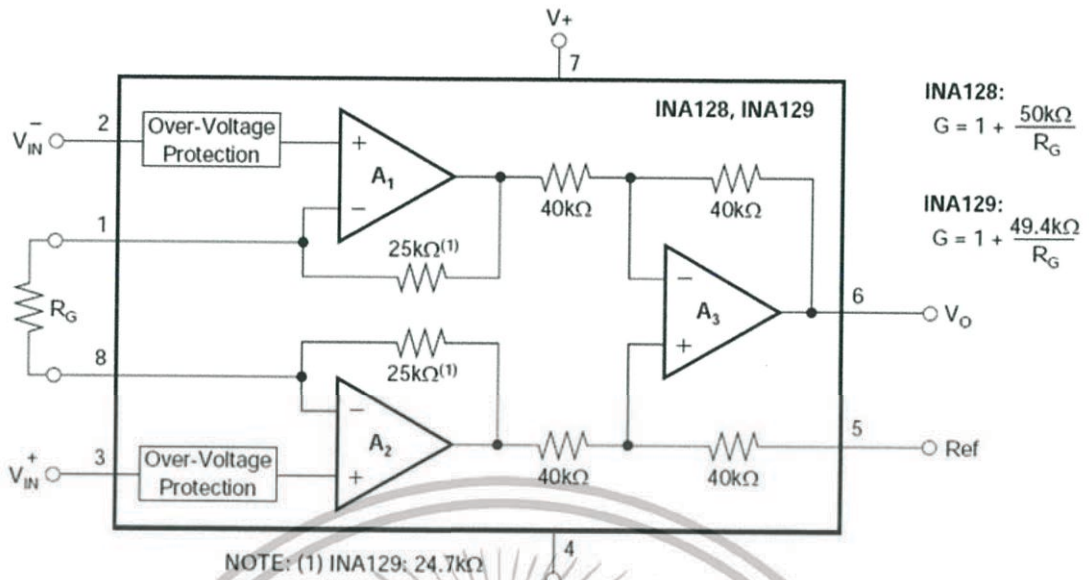 V+
7
INA128, INA129
INA128:
G = 1 + 50kΩ
R_G
INA129:
G = 1 + 49.4kΩ
R_G
V_IN^-
2
Over-Voltage
Protection
+
A₁
−
40kΩ
40kΩ
1
25kΩ⁽¹⁾
R_G
−
A₃
+
6
V_O
8
25kΩ⁽¹⁾
−
A₂
+
40kΩ
40kΩ
5
Ref
V_IN^+
3
Over-Voltage
Protection
4
NOTE: (1) INA129: 24.7kΩ